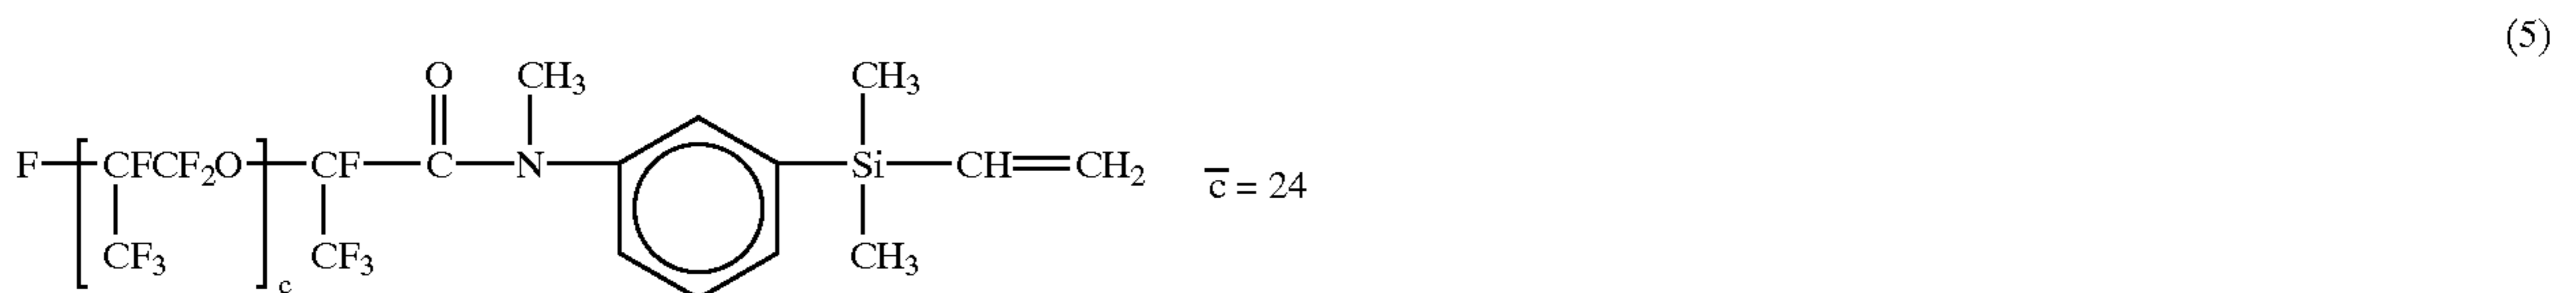 (5)
O CH₃ CH₃
F CFCF₂O CF C N Si CH CH₂ c̄ = 24
CF₃ CF₃ CH₃
c